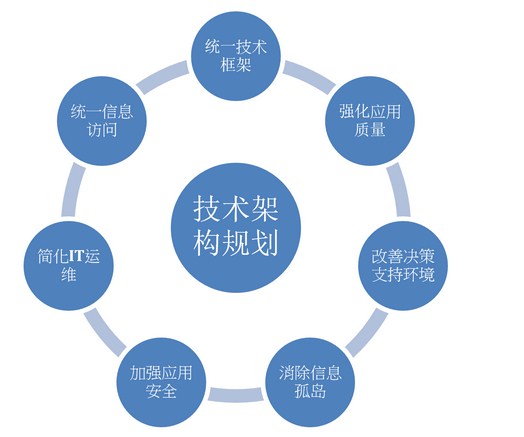 统一技术
框架
强化应用
质量
改善决策
支持环境
消除信息
孤岛
加强应用
安全
简化IT运
维
统一信息
访问
技术架
构规划